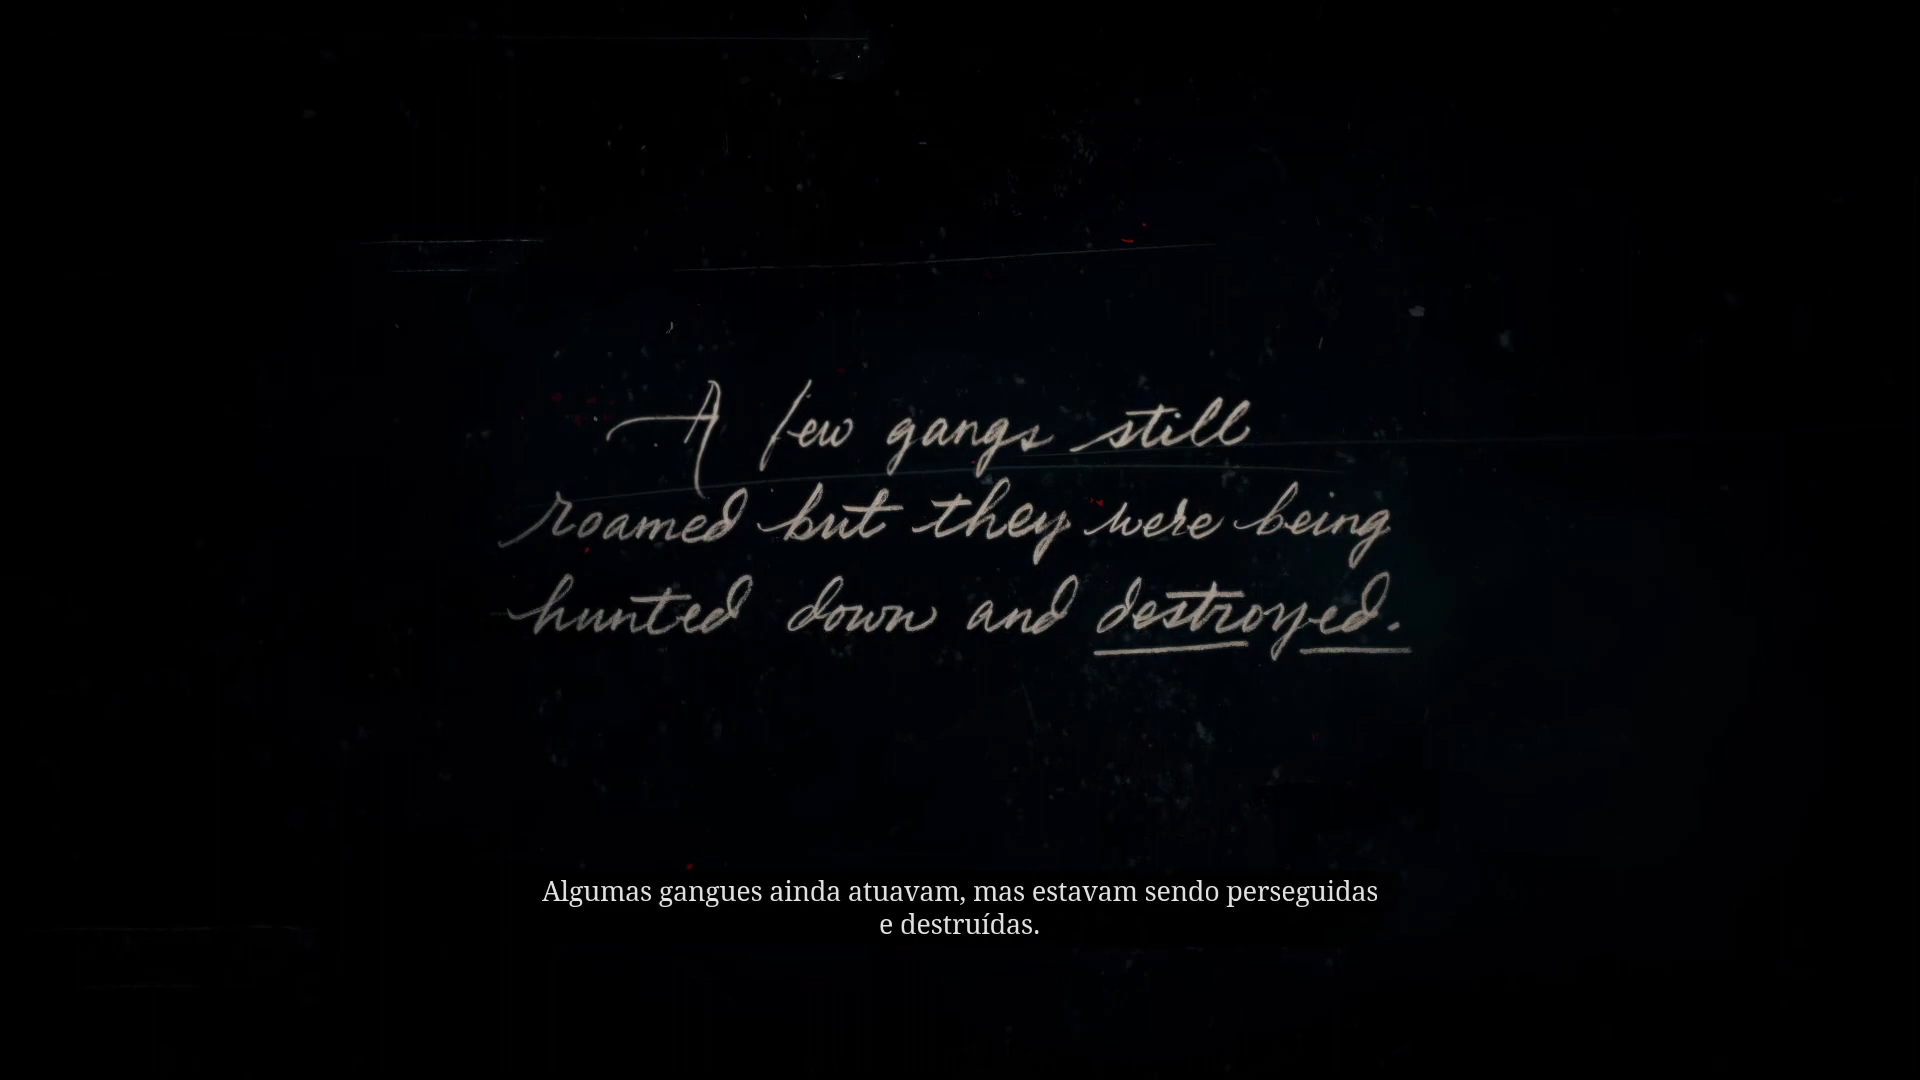 A few gangs still
roamed but they were being
hunted down and destroyed.
Algumas gangues ainda atuavam, mas estavam sendo perseguidas
e destruídas.